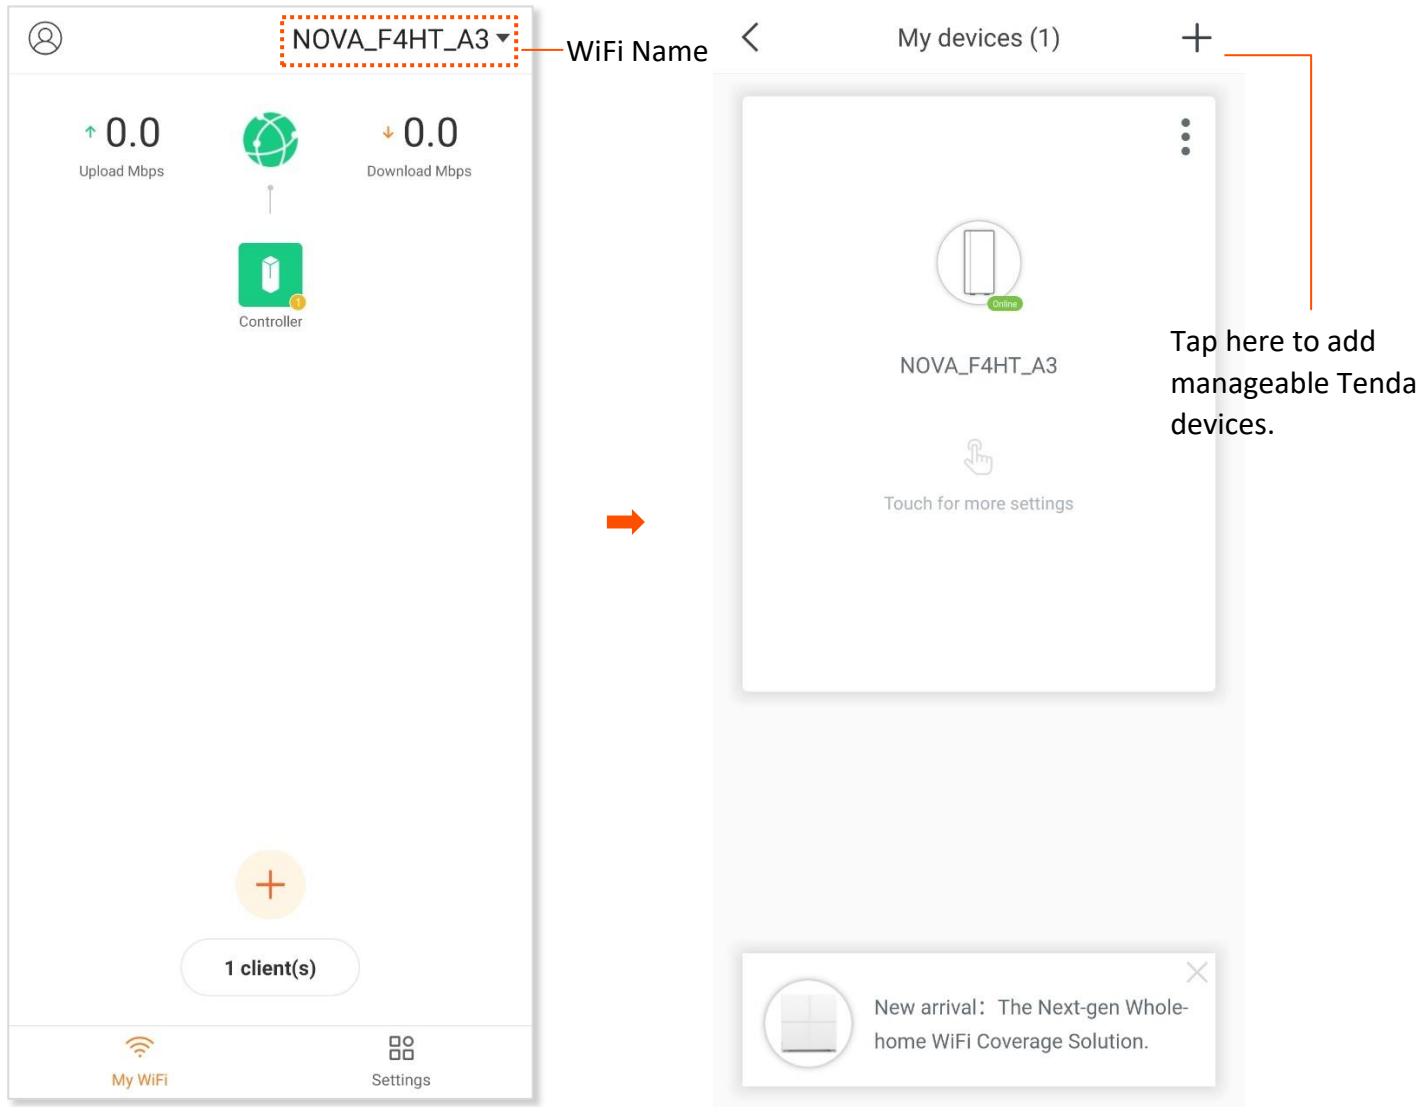 NOVA_F4HT_A3
WiFi Name
0.0
Upload Mbps
0.0
Download Mbps
1
Controller
1 client(s)
My WiFi
Settings
My devices (1)
Online
NOVA_F4HT_A3
Touch for more settings
Tap here to add
manageable Tenda
devices.
New arrival： The Next-gen Whole-
home WiFi Coverage Solution.